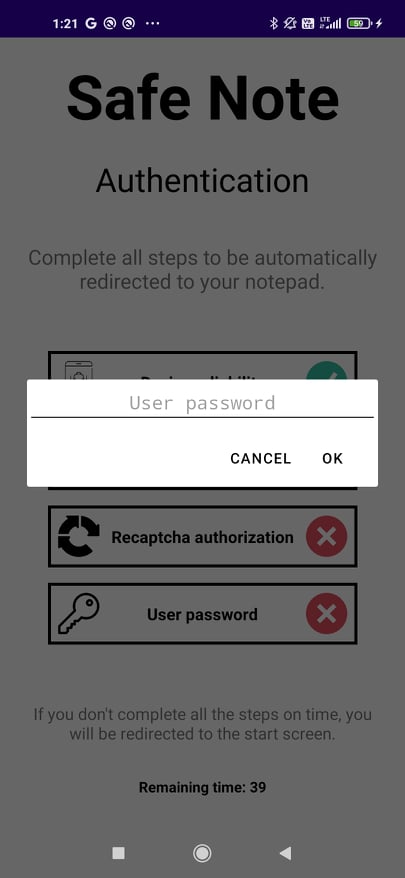 1:21
LTE
59
Safe Note
Authentication
Complete all steps to be automatically
redirected to your notepad.
User password
CANCEL OK
Recaptcha authorization
User password
If you don't complete all the steps on time, you
will be redirected to the start screen.
Remaining time: 39